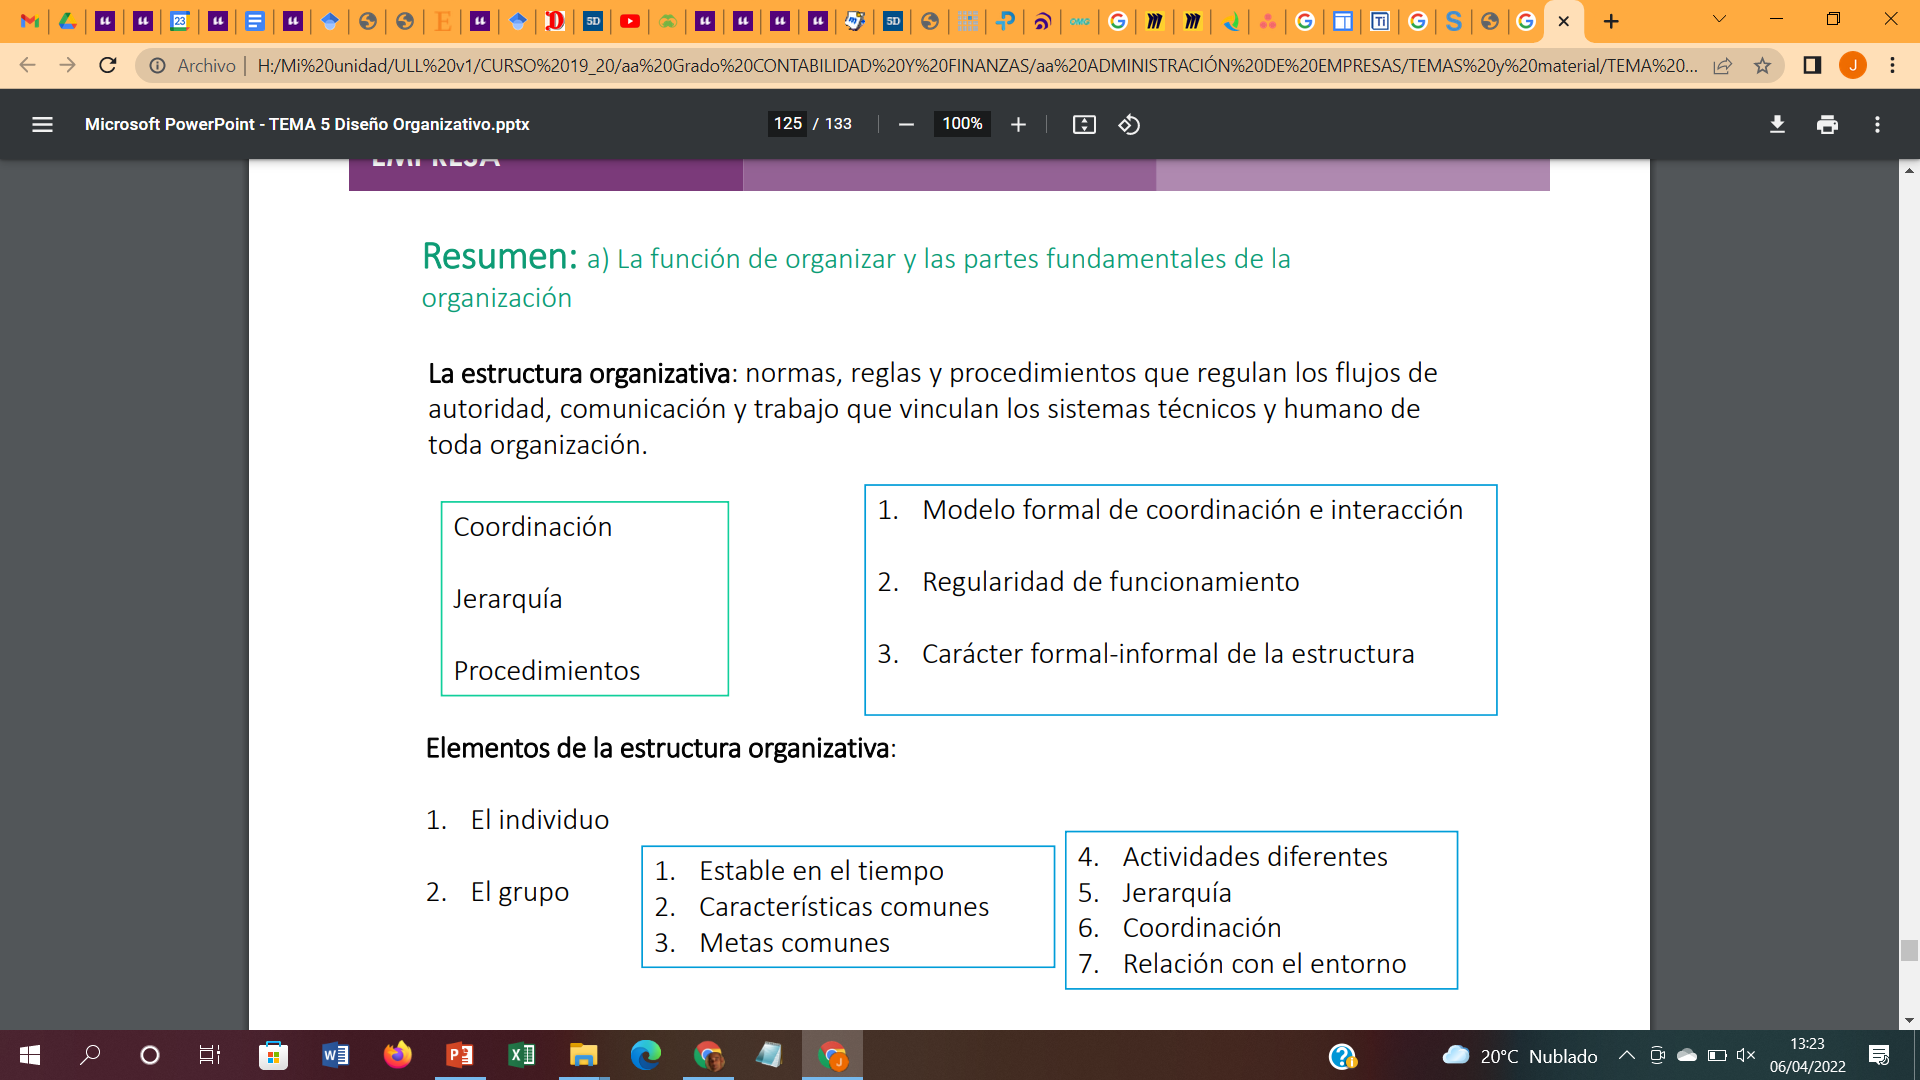 Archivo
H:/Mi%20unidad/ULL%20v1/CURSO%2019_20/aa%20Grado%20CONTABILIDAD%20Y%20FINANZAS/aa%20ADMINISTRACIÓN%20DE%20EMPRESAS/TEMAS%20y%20material/TEMA%20...
J
Microsoft PowerPoint - TEMA 5 Diseño Organizativo.pptx
125 / 133
100%
EMPRESA
Resumen: a) La función de organizar y las partes fundamentales de la
organización
La estructura organizativa: normas, reglas y procedimientos que regulan los flujos de
autoridad, comunicación y trabajo que vinculan los sistemas técnicos y humano de
toda organización.
Coordinación
Jerarquía
Procedimientos
1. Modelo formal de coordinación e interacción
2. Regularidad de funcionamiento
3. Carácter formal-informal de la estructura
Elementos de la estructura organizativa:
1. El individuo
2. El grupo
1. Estable en el tiempo
2. Características comunes
3. Metas comunes
4. Actividades diferentes
5. Jerarquía
6. Coordinación
7. Relación con el entorno
20°C Nublado
13:23
06/04/2022